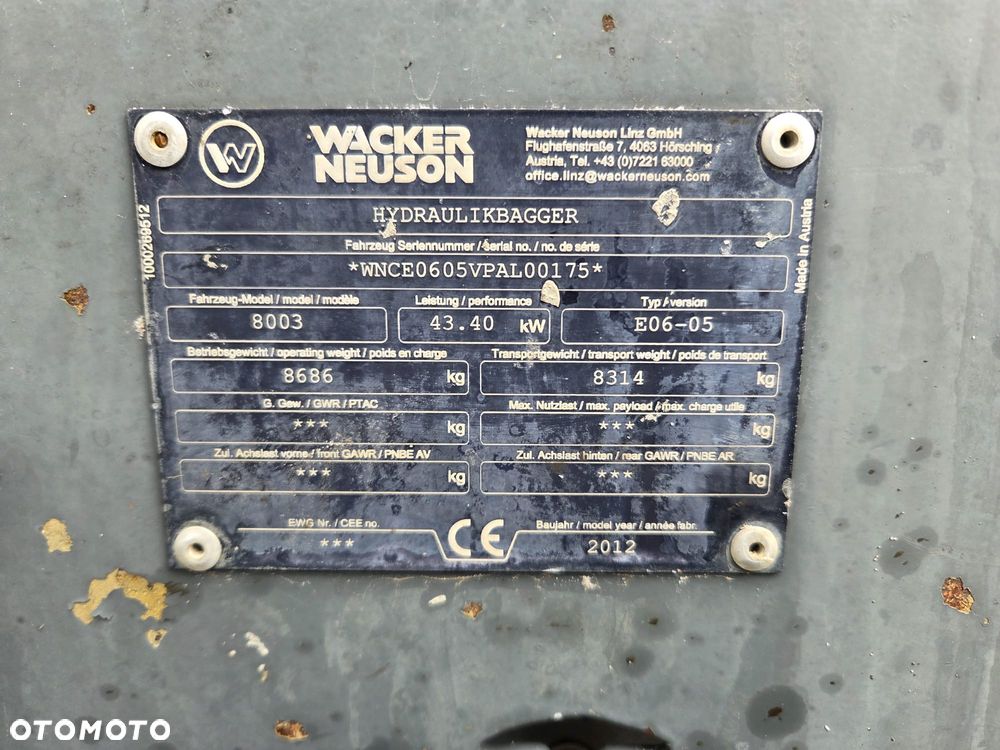 WACKER
NEUSON
Wacker Neuson Linz GmbH
Flughafenstraße 7, 4063 Hörsching
Austria, Tel. +43 (0)7221 63000
office.linz@wackerneuson.com
1000269512
HYDRAULIKBAGGER
Made in Austria
Fahrzeug Seriennummer / serial no. / no. de série
*WNCE0605VPAL00175*
Fahrzeug-Model / model / modèle Leistung / performance Typ / version
8003 43.40 kW E06-05
Betriebsgewicht / operating weight / poids en charge Transportgewicht / transport weight / poids de transport
8686 kg 8314 kg
G. Gew. / GWR / PTAC Max. Nutzlast / max. payload / max. charge utile
*** kg *** kg
Zul. Achslast vorne / front GAWR / PNBE AV Zul. Achslast hinten / rear GAWR / PNBE AR
*** kg *** kg
EWG Nr. / CEE no. CE Baujahr / model year / année fabr.
*** 2012
OTOMOTO